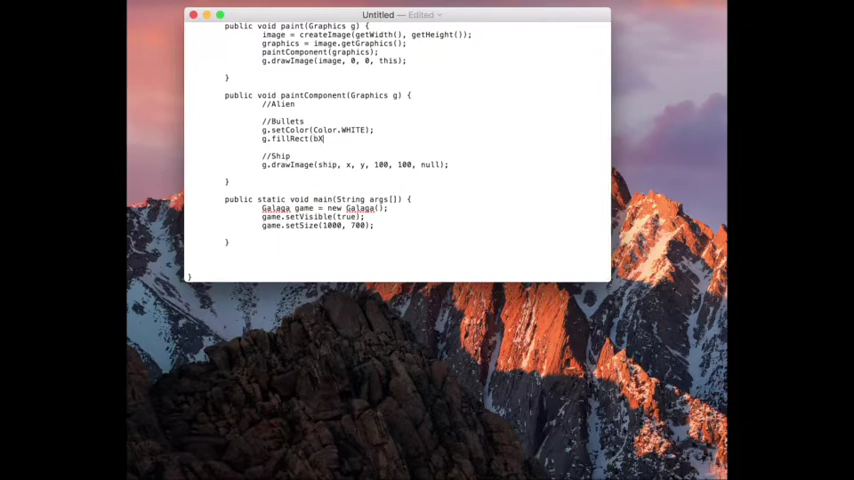 Untitled — Edited
public void paint(Graphics g) {
image = createImage(getWidth(), getHeight());
graphics = image.getGraphics();
paintComponent(graphics);
g.drawImage(image, 0, 0, this);
}
public void paintComponent(Graphics g) {
//Alien
//Bullets
g.setColor(Color.WHITE);
g.fillRect(bX
//Ship
g.drawImage(ship, x, y, 100, 100, null);
}
public static void main(String args[]) {
Galaga game = new Galaga();
game.setVisible(true);
game.setSize(1000, 700);
}
}